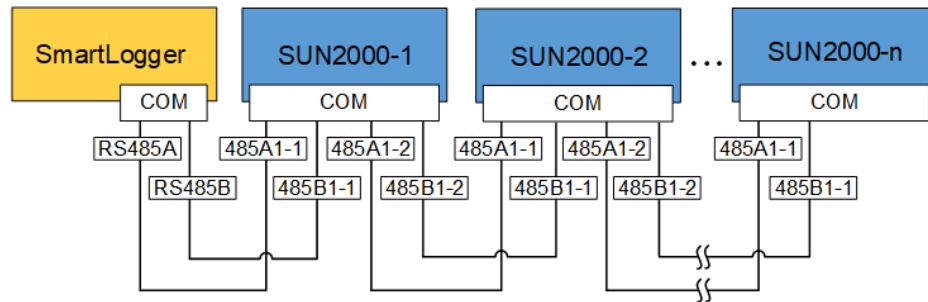 SmartLogger
SUN2000-1
SUN2000-2
...
SUN2000-n
COM
COM
COM
COM
RS485A
485A1-1
485A1-2
485A1-1
485A1-2
485A1-1
RS485B
485B1-1
485B1-2
485B1-1
485B1-2
485B1-1